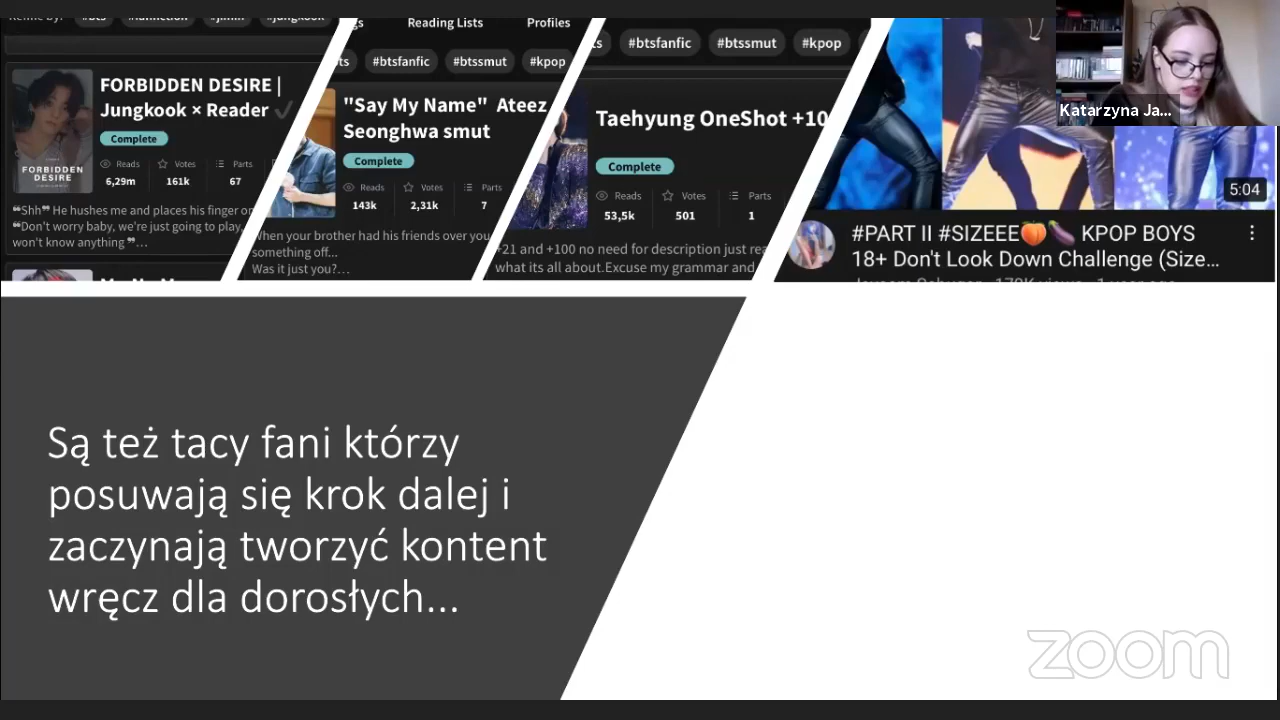 #bts #fanfiction #jimin #jungkook
FORBIDDEN DESIRE |
Jungkook × Reader
Complete
Reads Votes Parts
6,29m 161k 67
FORBIDDEN
DESIRE
❝Shh❞ He hushes me and places his finger on
❝Don't worry baby, we're just going to play,
won't know anything ❞...
Reading Lists Profiles
#btsfanfic #btssmut #kpop
"Say My Name" Ateez
Seonghwa smut
Complete
Reads Votes Parts
143k 2,31k 7
When your brother had his friends over you
something off...
Was it just you?...
#btsfanfic #btssmut #kpop
Taehyung OneShot +10
Complete
Reads Votes Parts
53,5k 501 1
+21 and +100 no need for description just rea
what its all about.Excuse my grammar and
Katarzyna Ja...
5:04
#PART II #SIZEEE🍑🍆 KPOP BOYS
18+ Don't Look Down Challenge (Size...
Są też tacy fani którzy
posuwają się krok dalej i
zaczynają tworzyć kontent
wręcz dla dorosłych...
zoom